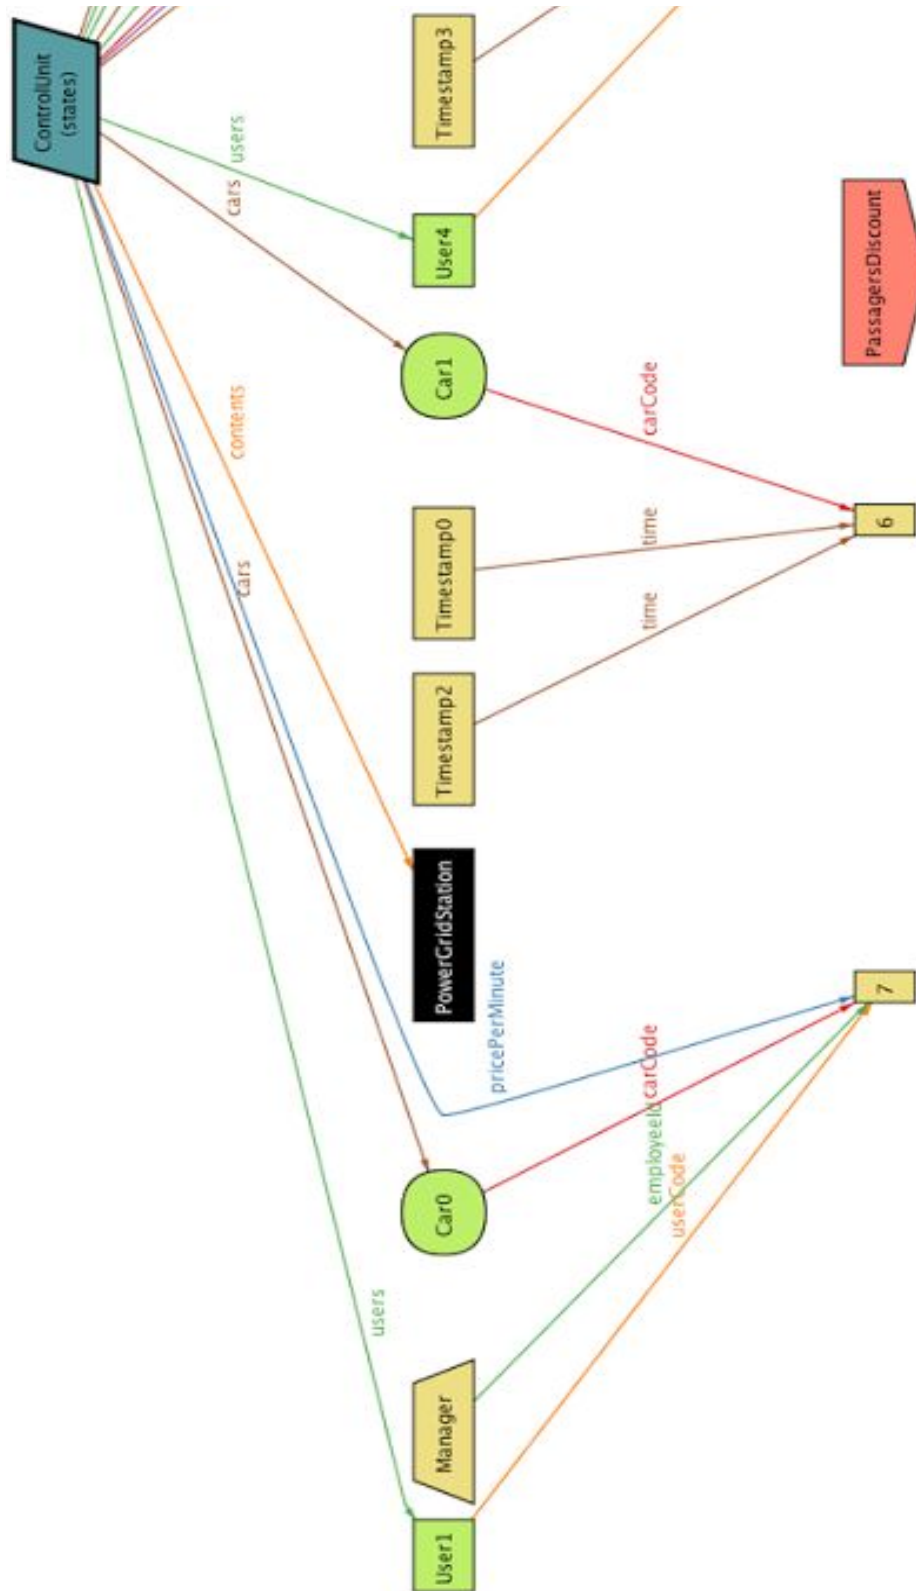 ControlUnit
(states)
users
cars
contents
cars
users
User1
Manager
Car0
PowerGridStation
Timestamp2
Timestamp0
Car1
User4
Timestamp3
pricePerMinute
userCode
employeeId
carCode
time
time
carCode
7
6
PassagersDiscount